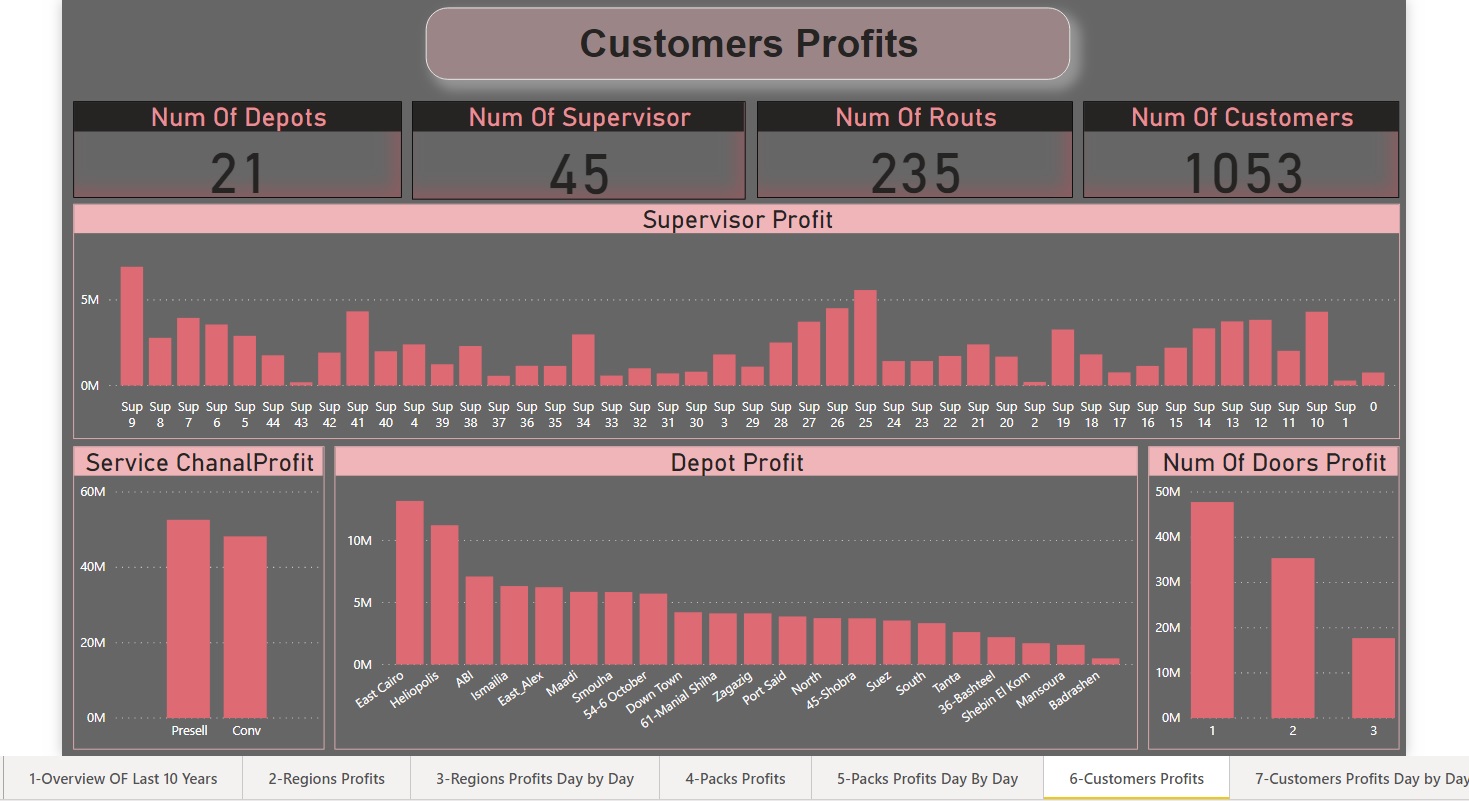 Customers Profits
Num Of Depots
Num Of Supervisor
Num Of Routs
Num Of Customers
21
45
235
1053
Supervisor Profit
5M
0M
Sup 9
Sup 8
Sup 7
Sup 6
Sup 5
Sup 44
Sup 43
Sup 42
Sup 41
Sup 40
Sup 4
Sup 39
Sup 38
Sup 37
Sup 36
Sup 35
Sup 34
Sup 33
Sup 32
Sup 31
Sup 30
Sup 3
Sup 29
Sup 28
Sup 27
Sup 26
Sup 25
Sup 24
Sup 23
Sup 22
Sup 21
Sup 20
Sup 2
Sup 19
Sup 18
Sup 17
Sup 16
Sup 15
Sup 14
Sup 13
Sup 12
Sup 11
Sup 10
Sup 1
0
Service ChanalProfit
60M
40M
20M
0M
Presell
Conv
Depot Profit
10M
5M
0M
East Cairo
Heliopolis
ABI
Ismailia
East_Alex
Maadi
Smouha
54-6 October
Down Town
61-Manial Shiha
Zagazig
Port Said
North
45-Shobra
Suez
South
Tanta
36-Bashteel
Shebin El Kom
Mansoura
Badrashen
Num Of Doors Profit
50M
40M
30M
20M
10M
0M
1
2
3
1-Overview OF Last 10 Years
2-Regions Profits
3-Regions Profits Day by Day
4-Packs Profits
5-Packs Profits Day By Day
6-Customers Profits
7-Customers Profits Day by Day